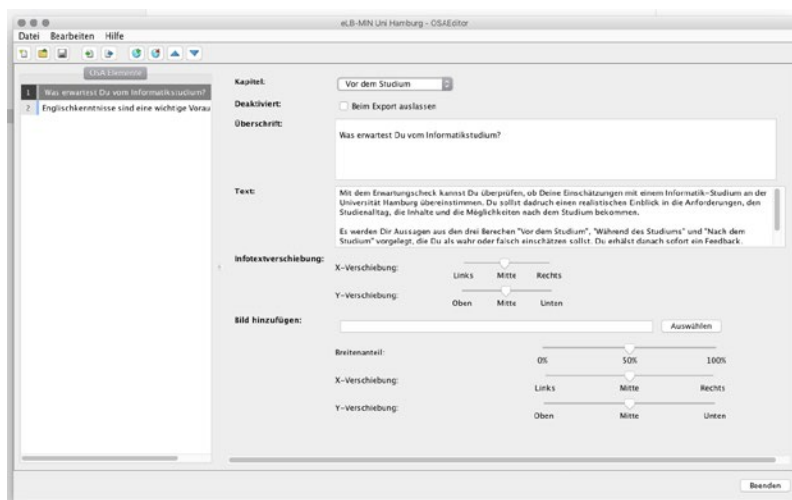 eLB-MIN Uni Hamburg - OSAEditor
Datei Bearbeiten Hilfe
OSA Elemente
1 Was erwartest Du vom Informatikstudium?
2 Englischkenntnisse sind eine wichtige Vorau
Kapitel: Vor dem Studium
Deaktiviert: Beim Export auslassen
Überschrift:
Was erwartest Du vom Informatikstudium?
Text:
Mit dem Erwartungscheck kannst Du überprüfen, ob Deine Einschätzungen mit einem Informatik-Studium an der
Universität Hamburg übereinstimmen. Du sollst dadruch einen realistischen Einblick in die Anforderungen, den
Studienalltag, die Inhalte und die Möglichkeiten nach dem Studium bekommen.
Es werden Dir Aussagen aus den drei Berechen "Vor dem Studium", "Während des Studiums" und "Nach dem
Studium" vorgelegt, die Du als wahr oder falsch einschätzen sollst. Du erhälst danach sofort ein Feedback.
Infotextverschiebung:
X-Verschiebung:
Links Mitte Rechts
Y-Verschiebung:
Oben Mitte Unten
Bild hinzufügen: Auswählen
Breitenanteil:
0% 50% 100%
X-Verschiebung:
Links Mitte Rechts
Y-Verschiebung:
Oben Mitte Unten
Beenden